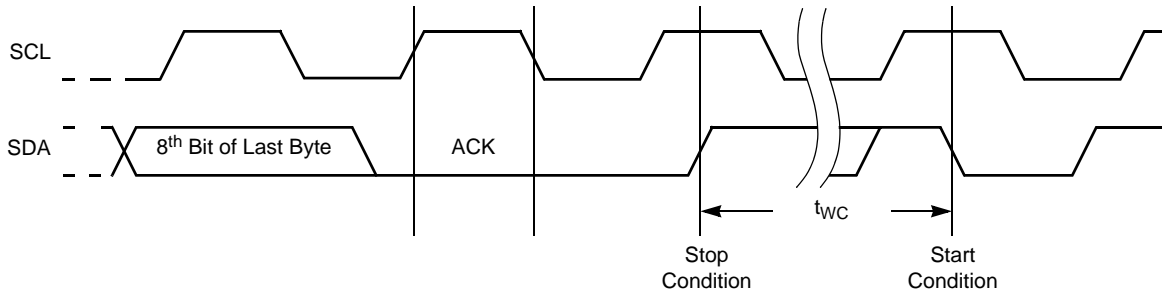 SCL
SDA
8th Bit of Last Byte
ACK
tWC
Stop
Condition
Start
Condition